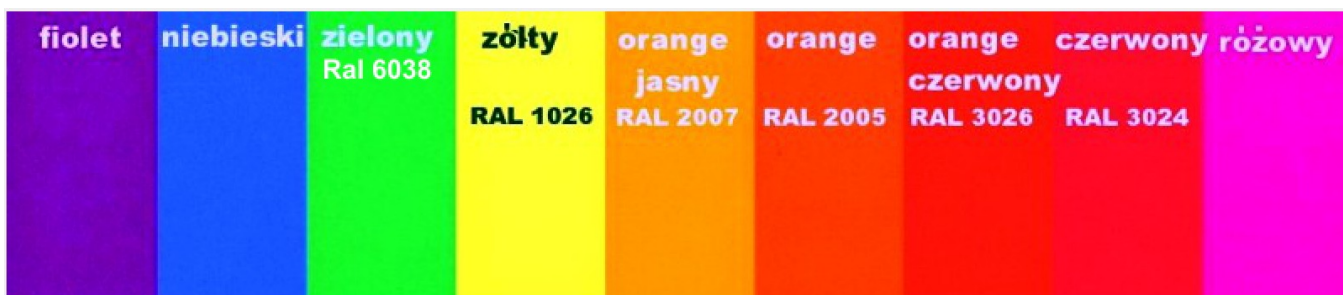 fiolet
niebieski
zielony
Ral 6038
żółty
RAL 1026
orange
jasny
RAL 2007
orange
RAL 2005
orange
czerwony
RAL 3026
czerwony
RAL 3024
różowy